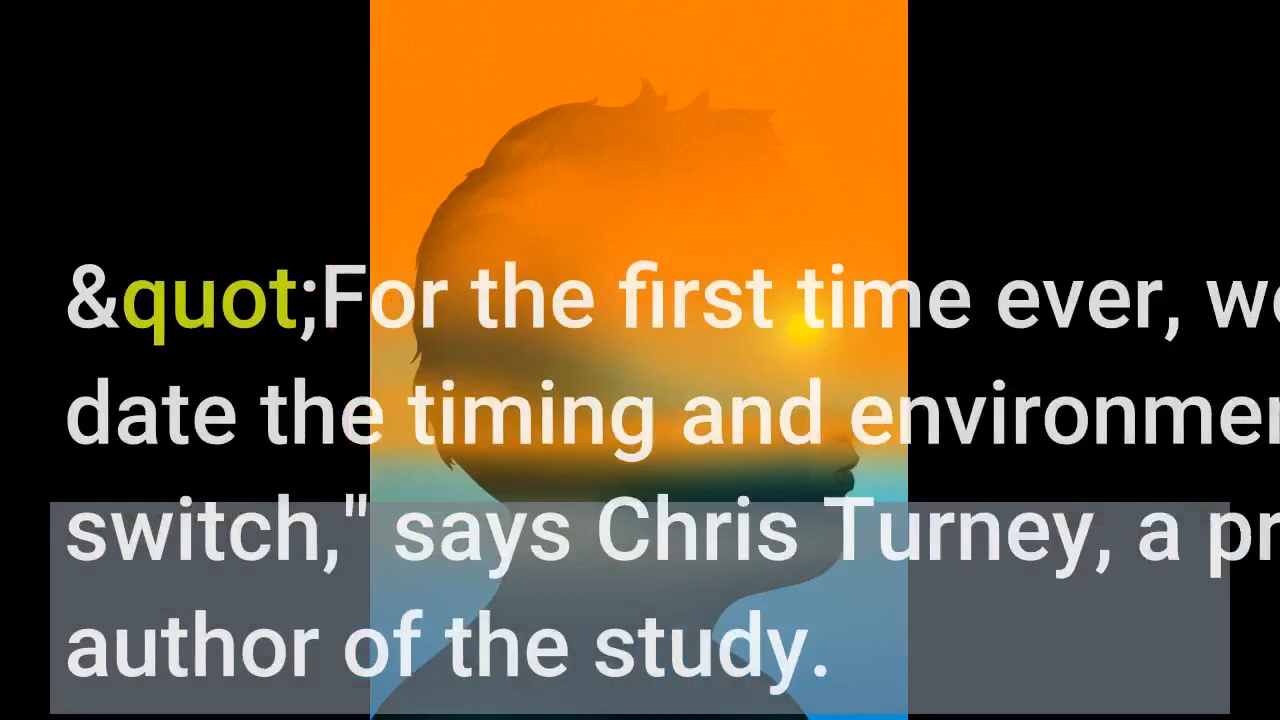 &quot;For the first time ever, we
date the timing and environmen
switch," says Chris Turney, a pr
author of the study.